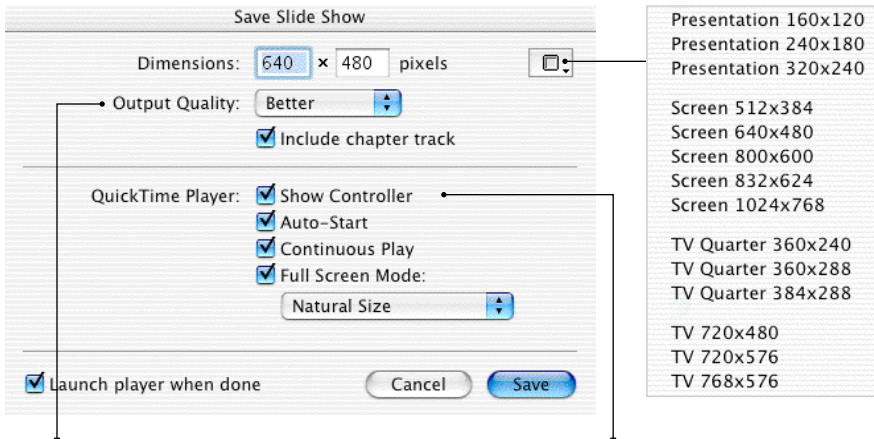 Save Slide Show
Dimensions: 640 × 480 pixels
Output Quality: Better
Include chapter track
QuickTime Player: Show Controller
Auto-Start
Continuous Play
Full Screen Mode:
Natural Size
Launch player when done
Cancel
Save
Presentation 160x120
Presentation 240x180
Presentation 320x240
Screen 512x384
Screen 640x480
Screen 800x600
Screen 832x624
Screen 1024x768
TV Quarter 360x240
TV Quarter 360x288
TV Quarter 384x288
TV 720x480
TV 720x576
TV 768x576